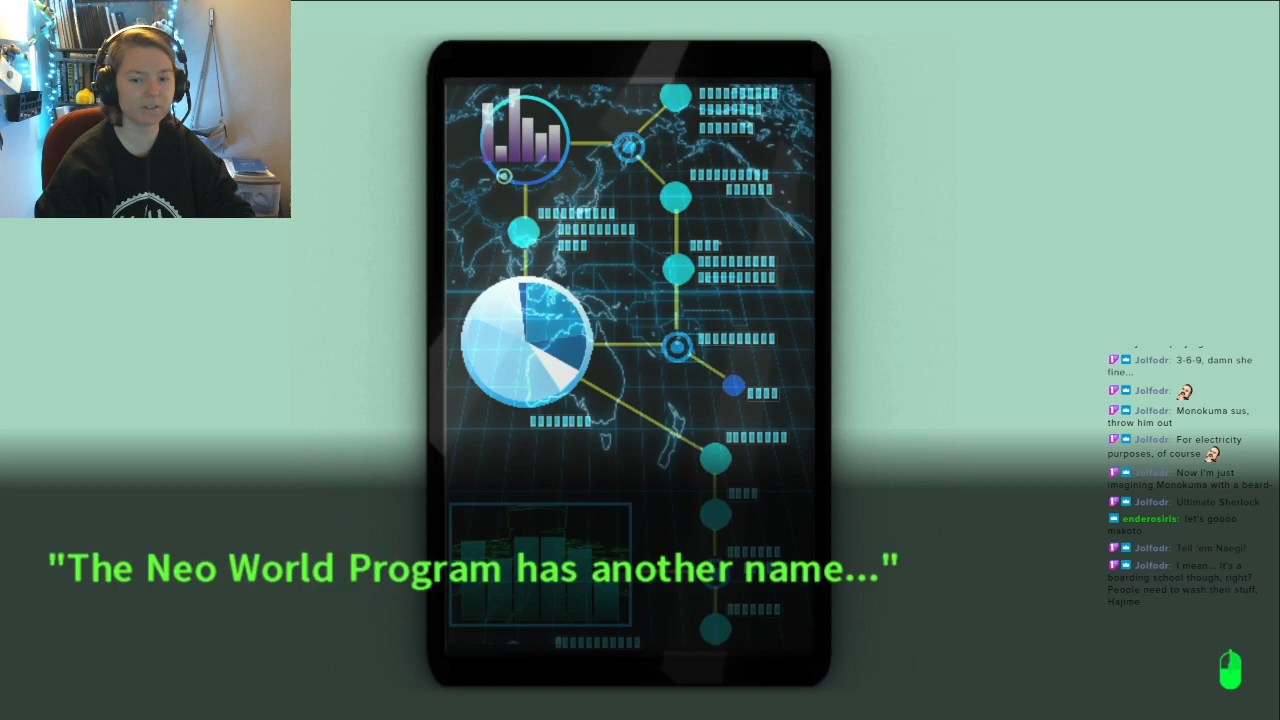 "The Neo World Program has another name..."
Jolfodr: 3-6-9, damn she
fine...
Jolfodr:
Jolfodr: Monokuma sus,
throw him out
Jolfodr: For electricity
purposes, of course
Jolfodr: Now I'm just
imagining Monokuma with a beard-
Jolfodr: Ultimate Sherlock
enderosiris: let's goooo
makoto
Jolfodr: Tell 'em Naegi!
Jolfodr: I mean... It's a
boarding school though, right?
People need to wash their stuff,
Hajime